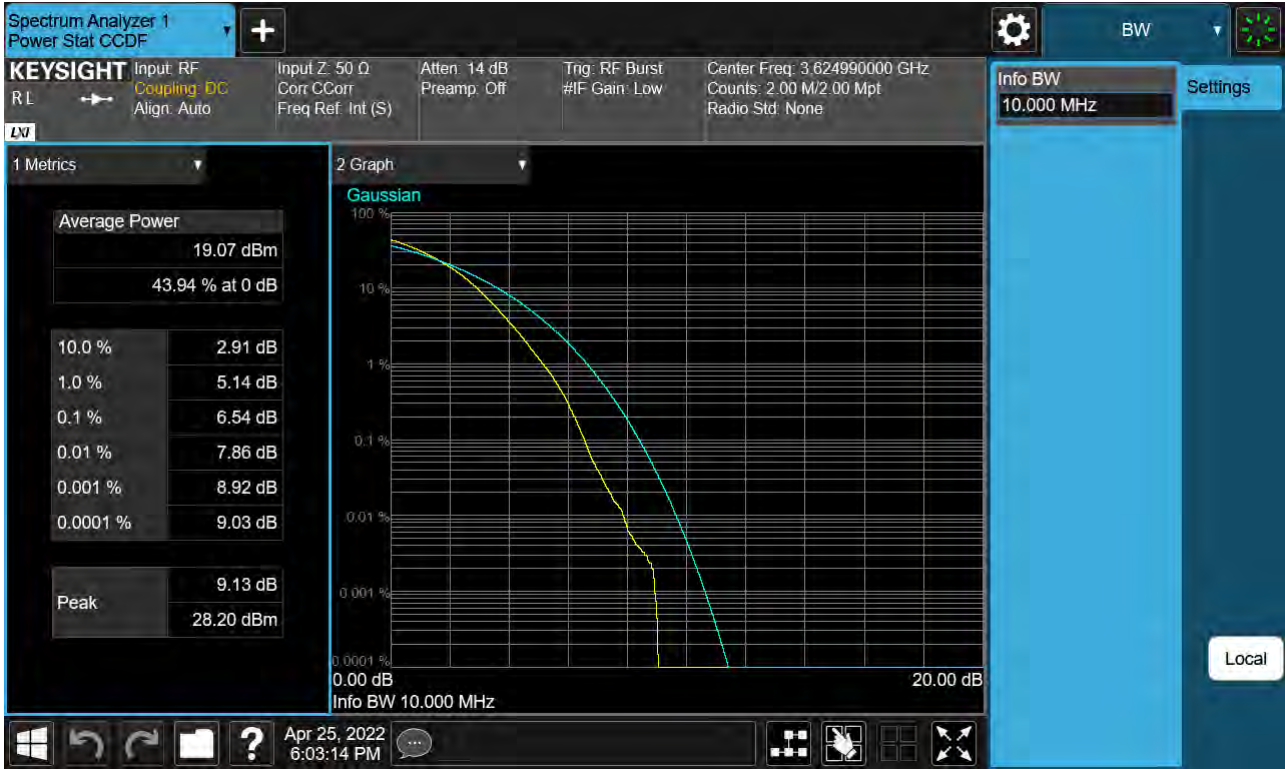 Spectrum Analyzer 1
Power Stat CCDF
BW
KEYSIGHT
R L
LXI
Input: RF
Coupling: DC
Align: Auto
Input Z: 50 Ω
Corr CCorr
Freq Ref: Int (S)
Atten: 14 dB
Preamp: Off
Trig: RF Burst
#IF Gain: Low
Center Freq: 3.624990000 GHz
Counts: 2.00 M/2.00 Mpt
Radio Std: None
Info BW
10.000 MHz
Settings
1 Metrics
Average Power
19.07 dBm
43.94 % at 0 dB
10.0 % 2.91 dB
1.0 % 5.14 dB
0.1 % 6.54 dB
0.01 % 7.86 dB
0.001 % 8.92 dB
0.0001 % 9.03 dB
Peak
9.13 dB
28.20 dBm
2 Graph
Gaussian
100 %
10 %
1 %
0.1 %
0.01 %
0.001 %
0.0001 %
0.00 dB 20.00 dB
Info BW 10.000 MHz
Local
?
Apr 25, 2022
6:03:14 PM